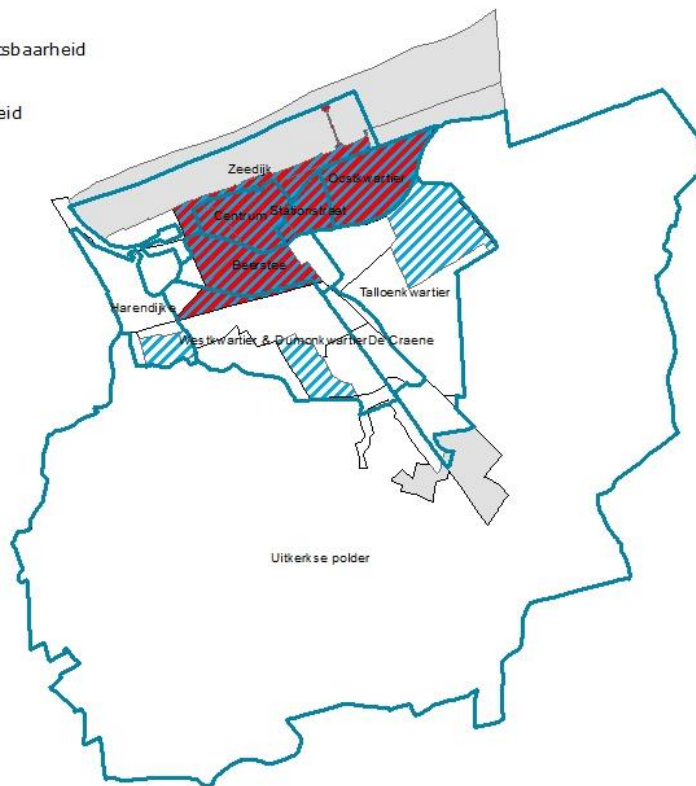 tsbaarheid
eid
Zeedijk
Oostkwartier
Centrum
Stationstraat
Beerstee
Talloenkwartier
Harendijke
Westkwartier & Dumonkwartier De Craene
Uitkerkse polder